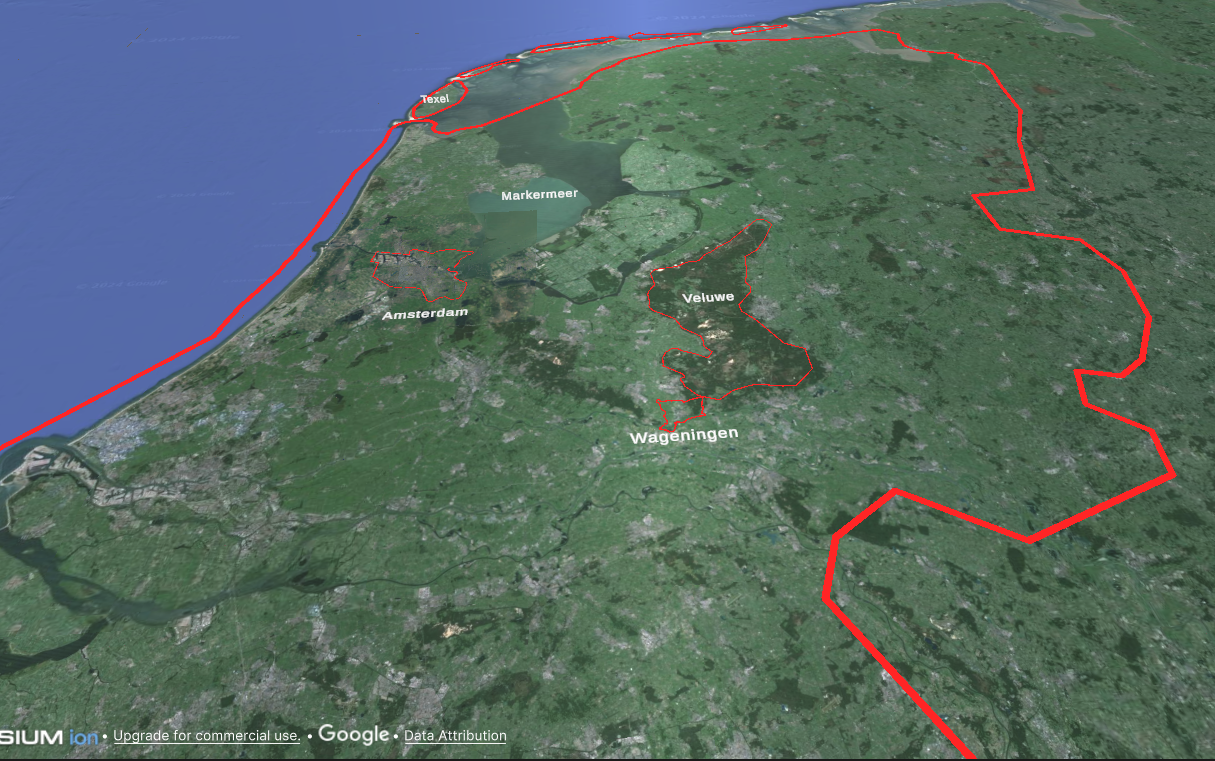 Texel
Markermeer
Veluwe
Amsterdam
Wageningen
SIUM ion • Upgrade for commercial use. • Google • Data Attribution